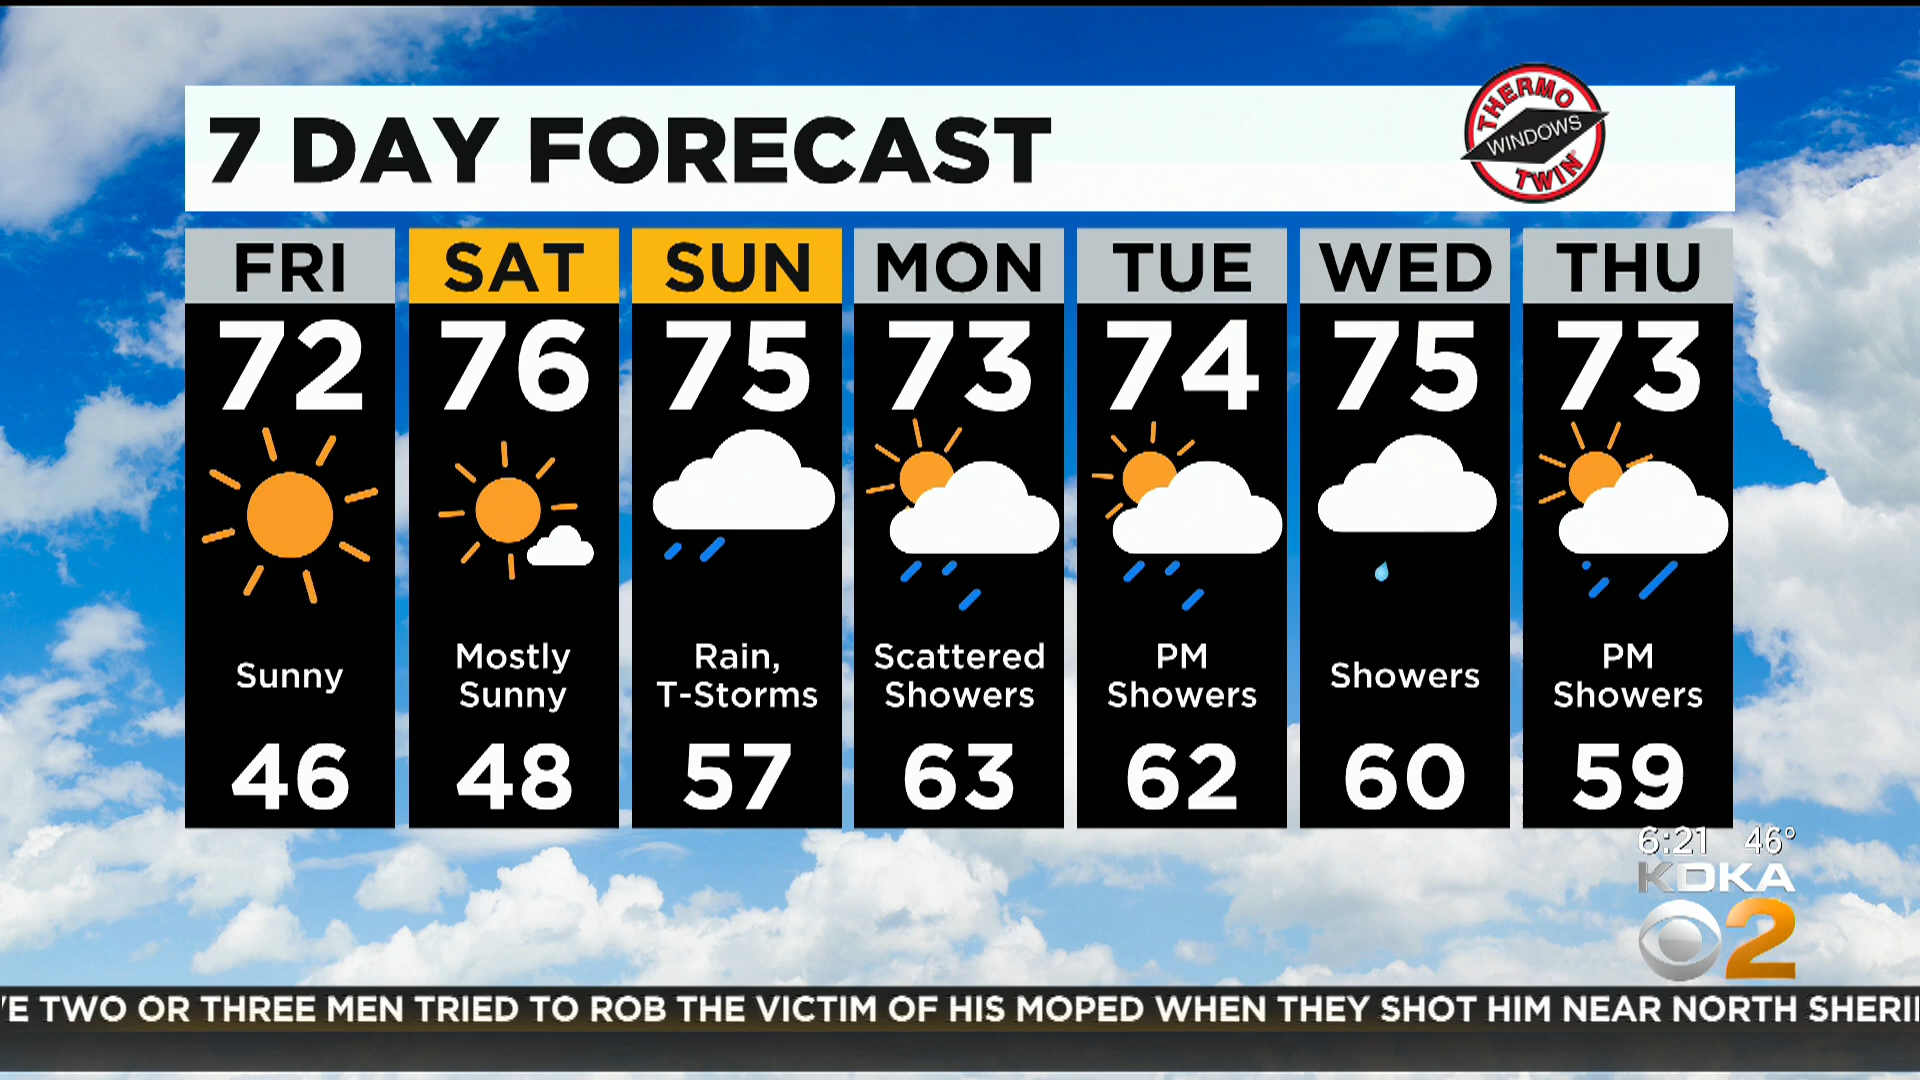 7 DAY FORECAST
THERMO
WINDOWS
TWIN
FRI
72
Sunny
46
SAT
76
Mostly
Sunny
48
SUN
75
Rain,
T-Storms
57
MON
73
Scattered
Showers
63
TUE
74
PM
Showers
62
WED
75
Showers
60
THU
73
PM
Showers
59
6:21 46°
KDKA
2
TWO OR THREE MEN TRIED TO ROB THE VICTIM OF HIS MOPED WHEN THEY SHOT HIM NEAR NORTH